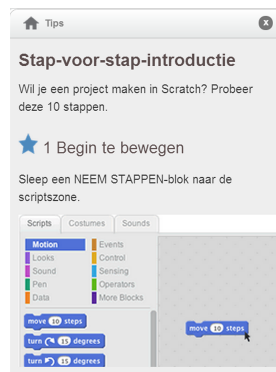 Tips
x
Stap-voor-stap-introductie
Wil je een project maken in Scratch? Probeer
deze 10 stappen.
1 Begin te bewegen
Sleep een NEEM STAPPEN-blok naar de
scriptszone.
Scripts Costumes Sounds
Motion Events
Looks Control
Sound Sensing
Pen Operators
Data More Blocks
move 10 steps
move 10 steps
turn 15 degrees
turn 15 degrees